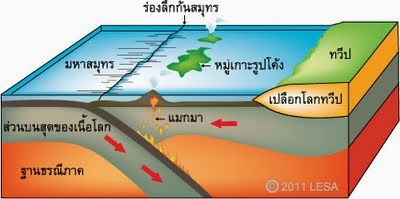 ร่องลึกก้นสมุทร
มหาสมุทร
หมู่เกาะรูปโค้ง
ทวีป
เปลือกโลกทวีป
แมกมา
ส่วนบนสุดของเนื้อโลก
ฐานธรณีภาค
© 2011 LESA